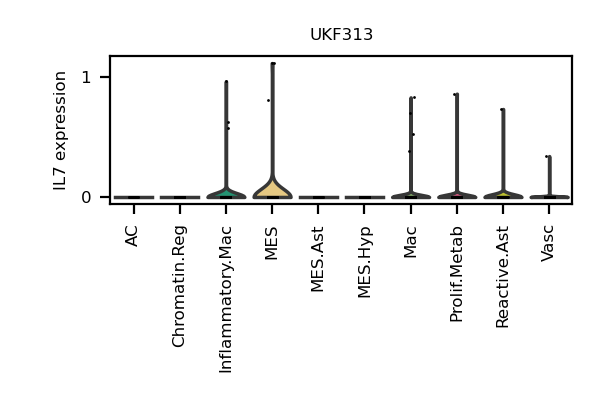 UKF313
IL7 expression
1
0
AC
Chromatin.Reg
Inflammatory.Mac
MES
MES.Ast
MES.Hyp
Mac
Prolif.Metab
Reactive.Ast
Vasc